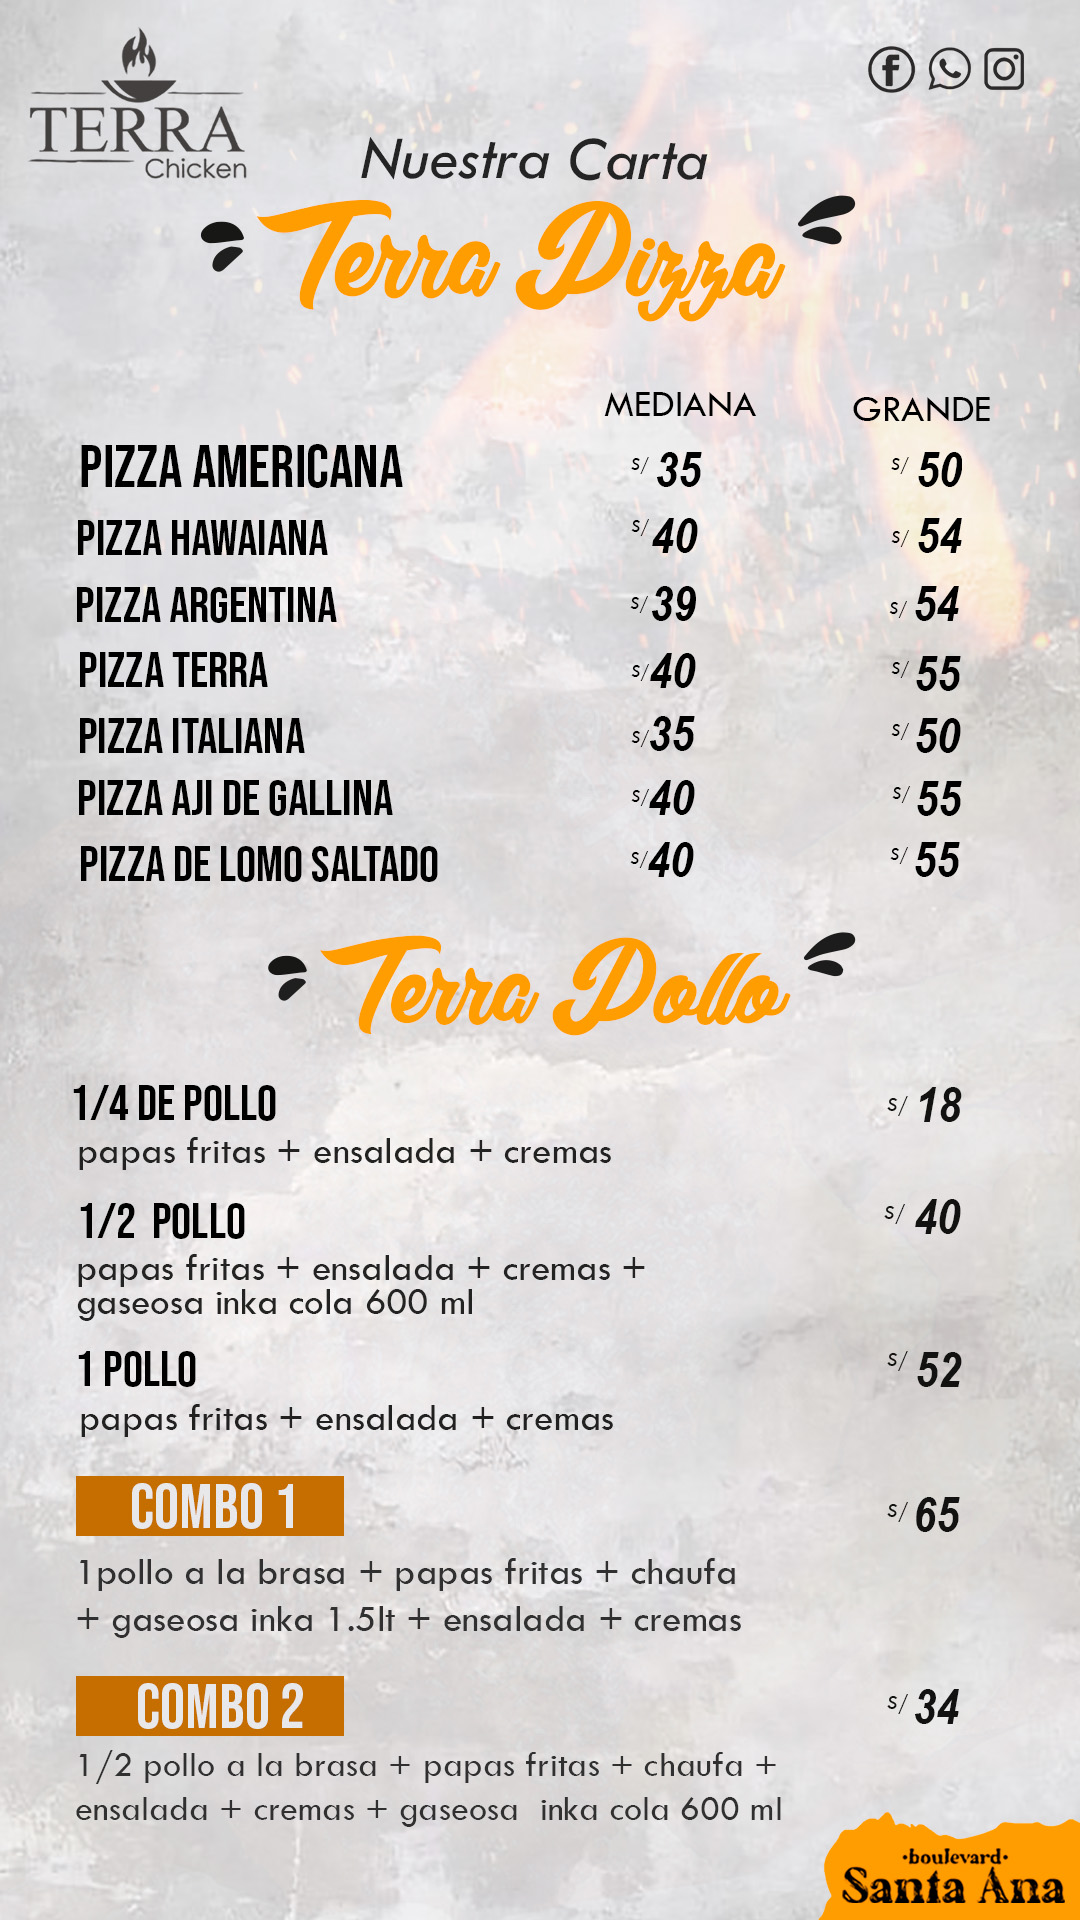 TERRA
Chicken
Nuestra Carta
Terra Pizza
MEDIANA GRANDE
PIZZA AMERICANA s/ 35 s/ 50
PIZZA HAWAIANA s/ 40 s/ 54
PIZZA ARGENTINA s/ 39 s/ 54
PIZZA TERRA s/ 40 s/ 55
PIZZA ITALIANA s/ 35 s/ 50
PIZZA AJI DE GALLINA s/ 40 s/ 55
PIZZA DE LOMO SALTADO s/ 40 s/ 55
Terra Pollo
1/4 DE POLLO s/ 18
papas fritas + ensalada + cremas
1/2 POLLO s/ 40
papas fritas + ensalada + cremas +
gaseosa inka cola 600 ml
1 POLLO s/ 52
papas fritas + ensalada + cremas
COMBO 1 s/ 65
1pollo a la brasa + papas fritas + chaufa
+ gaseosa inka 1.5lt + ensalada + cremas
COMBO 2 s/ 34
1/2 pollo a la brasa + papas fritas + chaufa +
ensalada + cremas + gaseosa inka cola 600 ml
·boulevard·
Santa Ana